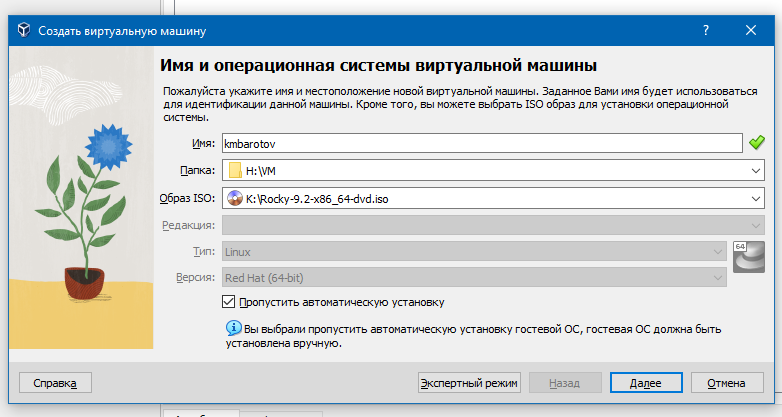 Создать виртуальную машину
Имя и операционная системы виртуальной машины
Пожалуйста укажите имя и местоположение новой виртуальной машины. Заданное Вами имя будет использоваться
для идентификации данной машины. Кроме того, вы можете выбрать ISO образ для установки операционной
системы.
Имя: kmbarotov
Папка: H:\VM
Образ ISO: K:\Rocky-9.2-x86_64-dvd.iso
Редакция:
Тип: Linux
64
Версия: Red Hat (64-bit)
Пропустить автоматическую установку
Вы выбрали пропустить автоматическую установку гостевой ОС, гостевая ОС должна быть
установлена вручную.
Справка Экспертный режим Назад Далее Отмена